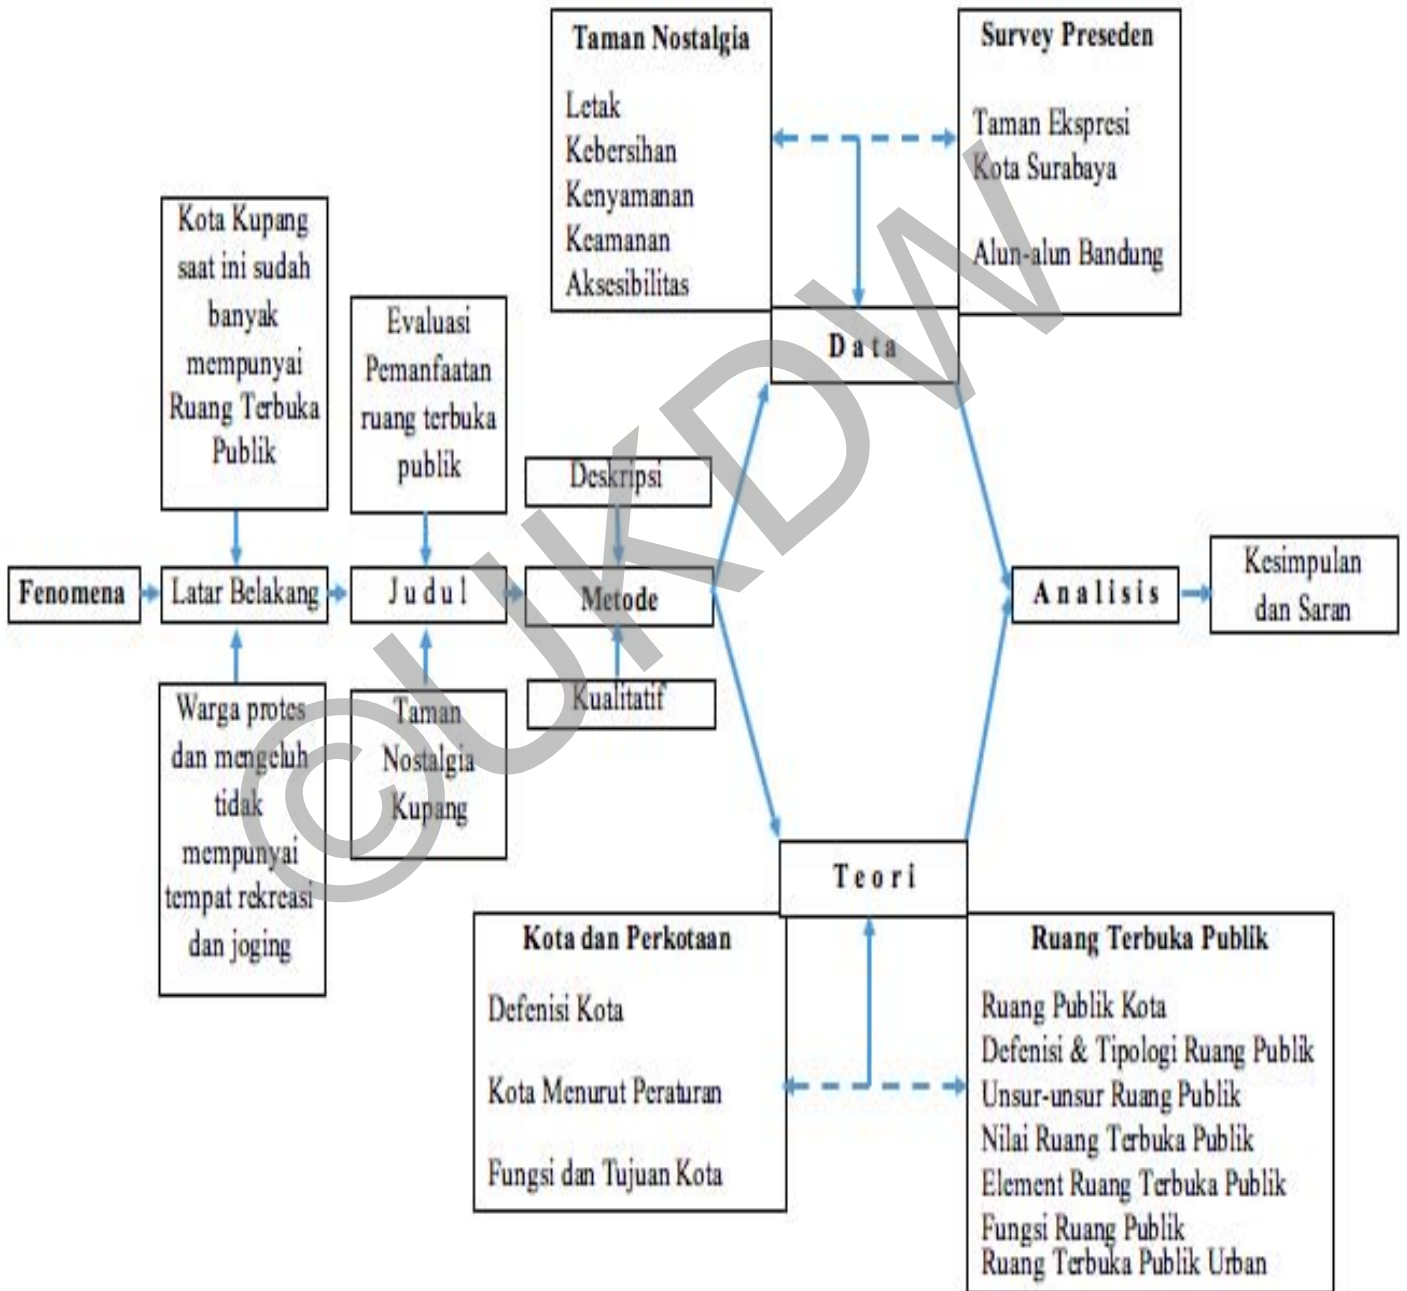 Taman Nostalgia
Letak
Kebersihan
Kenyamanan
Keamanan
Aksesibilitas
Survey Preseden
Taman Ekspresi
Kota Surabaya
Alun-alun Bandung
Data
Kota Kupang
saat ini sudah
banyak
mempunyai
Ruang Terbuka
Publik
Evaluasi
Pemanfaatan
ruang terbuka
publik
Deskripsi
Fenomena
Latar Belakang
Judul
Metode
Analisis
Kesimpulan
dan Saran
Warga protes
dan mengeluh
tidak
mempunyai
tempat rekreasi
dan joging
Taman
Nostalgia
Kupang
Kualitatif
Teori
Kota dan Perkotaan
Defenisi Kota
Kota Menurut Peraturan
Fungsi dan Tujuan Kota
Ruang Terbuka Publik
Ruang Publik Kota
Defenisi & Tipologi Ruang Publik
Unsur-unsur Ruang Publik
Nilai Ruang Terbuka Publik
Element Ruang Terbuka Publik
Fungsi Ruang Publik
Ruang Terbuka Publik Urban
©UKDW